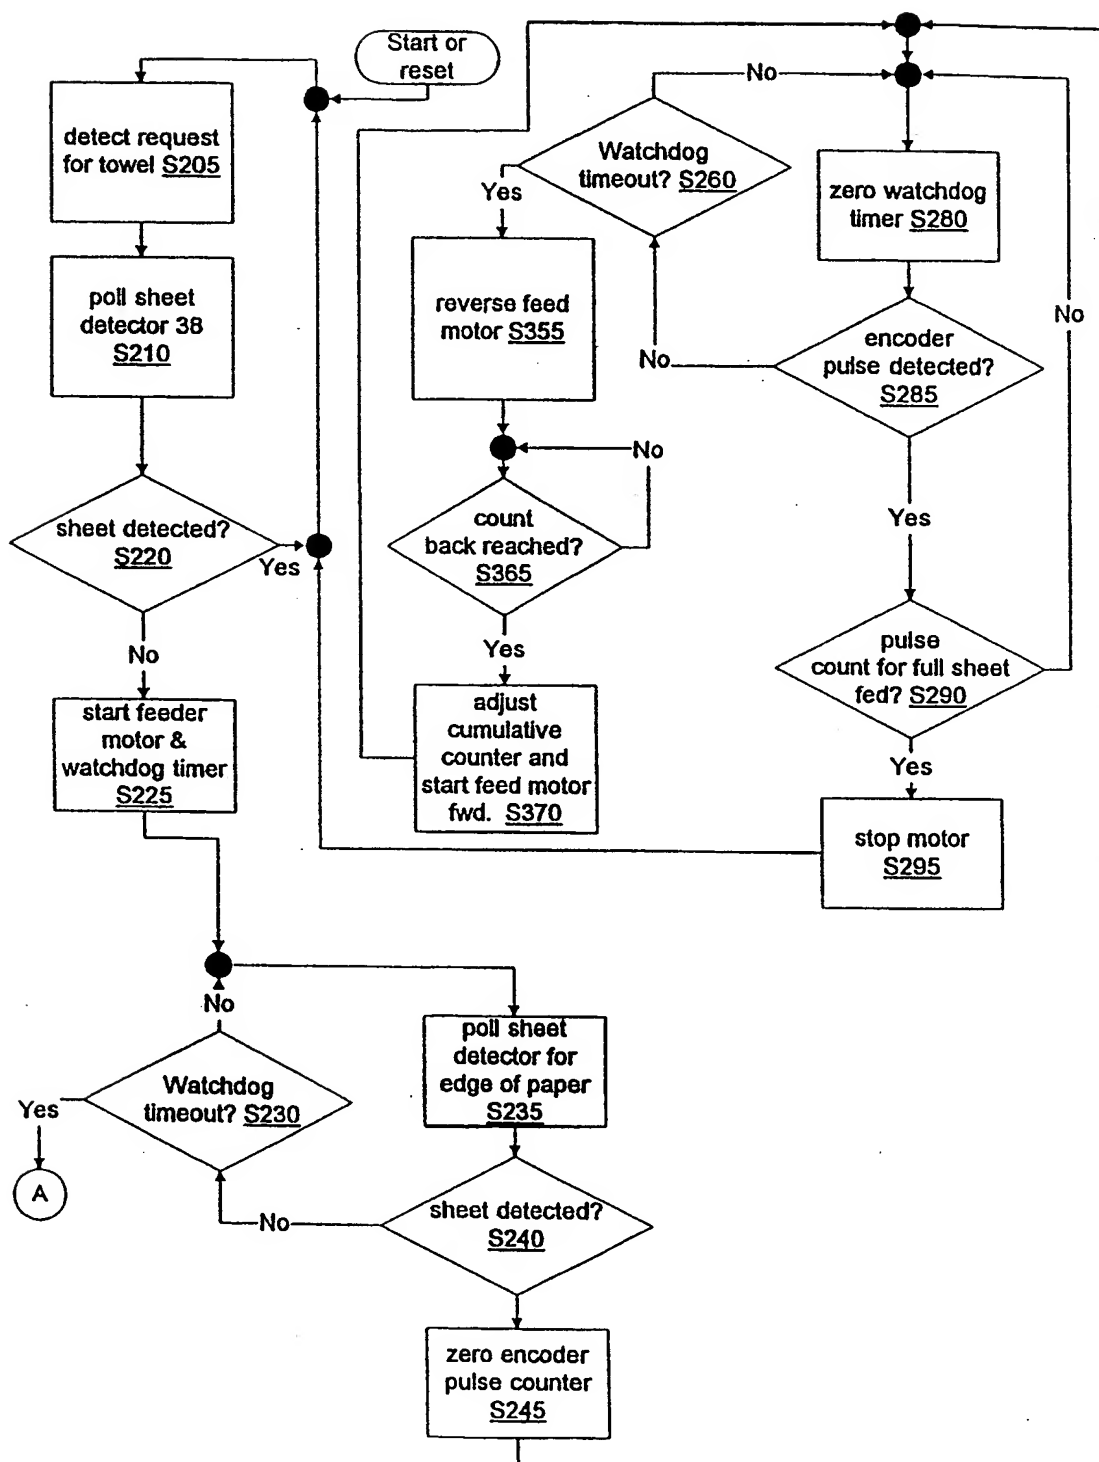 Start or
reset
detect request
for towel S205
poll sheet
detector 38
S210
sheet detected?
S220
Yes
No
start feeder
motor &
watchdog timer
S225
No
Watchdog
timeout? S260
Yes
reverse feed
motor S355
No
count
back reached?
S365
Yes
adjust
cumulative
counter and
start feed motor
fwd. S370
zero watchdog
timer S280
No
encoder
pulse detected?
S285
No
Yes
pulse
count for full sheet
fed? S290
Yes
stop motor
S295
No
Watchdog
timeout? S230
Yes
A
poll sheet
detector for
edge of paper
S235
sheet detected?
S240
No
zero encoder
pulse counter
S245